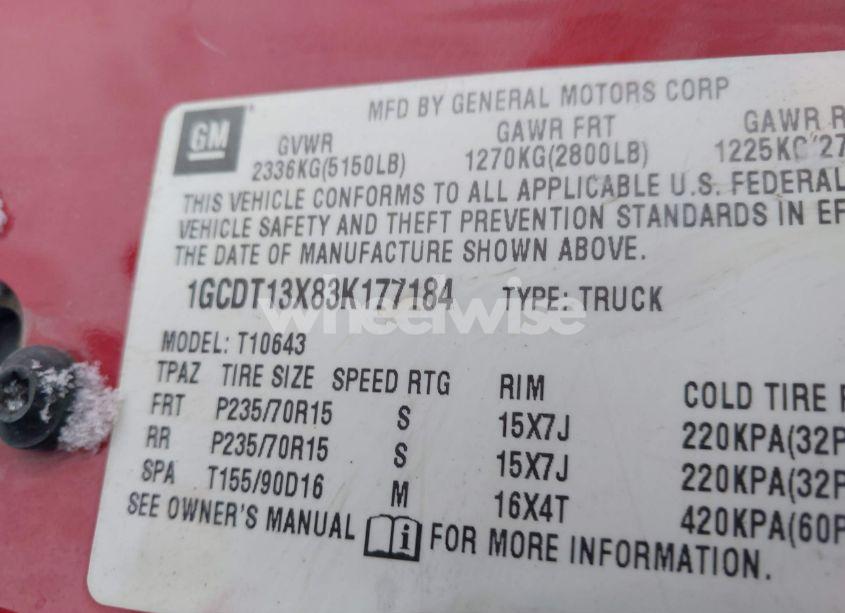 GM
MFD BY GENERAL MOTORS CORP
GVWR GAWR FRT GAWR R
2336KG(5150LB) 1270KG(2800LB) 1225KG
THIS VEHICLE CONFORMS TO ALL APPLICABLE U.S. FEDERAL
VEHICLE SAFETY AND THEFT PREVENTION STANDARDS IN EF
THE DATE OF MANUFACTURE SHOWN ABOVE.
1GCDT13X83K177184 TYPE: TRUCK
wheelwise
MODEL: T10643
TPAZ TIRE SIZE SPEED RTG RIM COLD TIRE P
FRT P235/70R15 S 15X7J 220KPA(32P
RR P235/70R15 S 15X7J 220KPA(32P
SPA T155/90D16 M 16X4T 420KPA(60P
SEE OWNER'S MANUAL i FOR MORE INFORMATION.